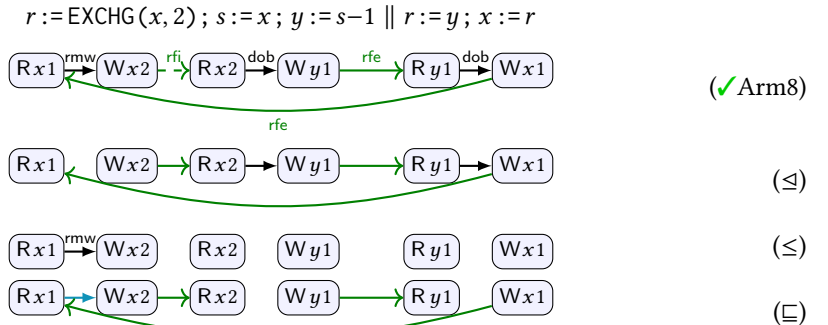 r := EXCHG(x, 2) ; s := x ; y := s−1 ∥ r := y ; x := r
rmw rfi dob rfe dob
Rx1 Wx2 Rx2 Wy1 Ry1 Wx1 (✓Arm8)
rfe
Rx1 Wx2 Rx2 Wy1 Ry1 Wx1 (⊴)
rmw
Rx1 Wx2 Rx2 Wy1 Ry1 Wx1 (≤)
Rx1 Wx2 Rx2 Wy1 Ry1 Wx1 (⊑)